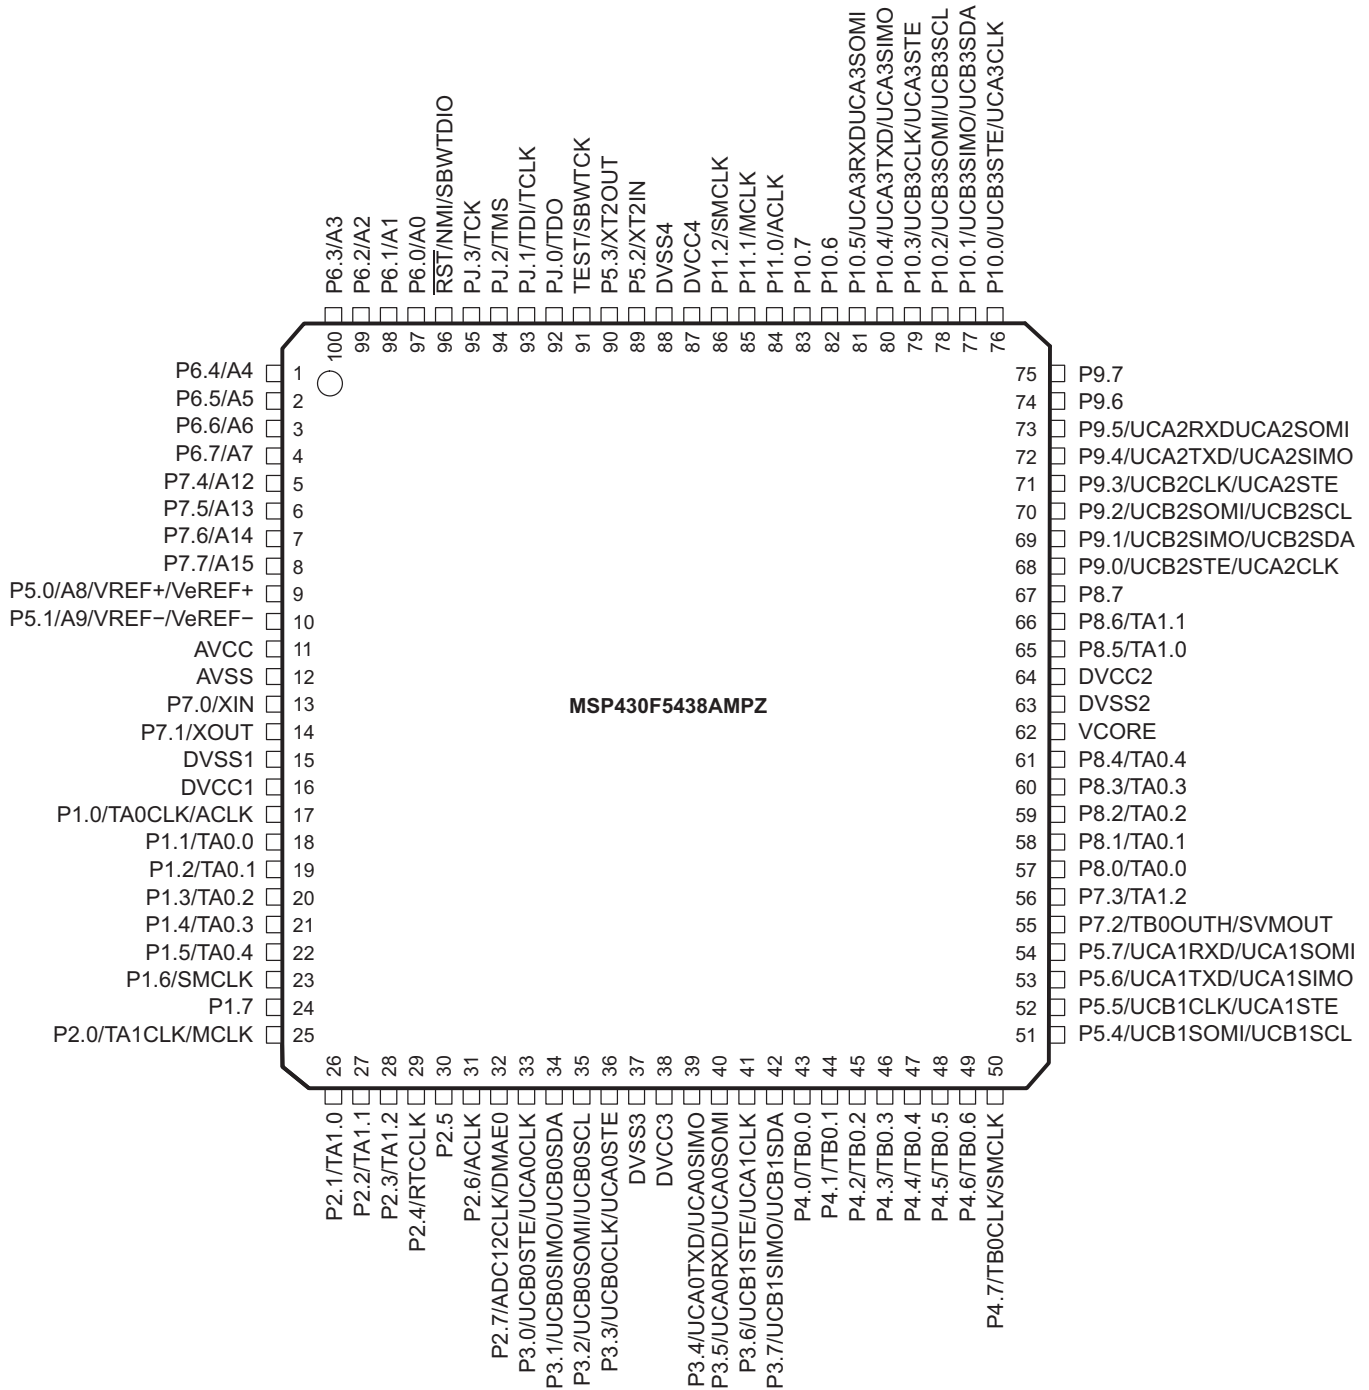 P6.3/A3
P6.2/A2
P6.1/A1
P6.0/A0
RST/NMI/SBWTDIO
PJ.3/TCK
PJ.2/TMS
PJ.1/TDI/TCLK
PJ.0/TDO
TEST/SBWTCK
P5.3/XT2OUT
P5.2/XT2IN
DVSS4
DVCC4
P11.2/SMCLK
P11.1/MCLK
P11.0/ACLK
P10.7
P10.6
P10.5/UCA3RXDUCA3SOMI
P10.4/UCA3TXD/UCA3SIMO
P10.3/UCB3CLK/UCA3STE
P10.2/UCB3SOMI/UCB3SCL
P10.1/UCB3SIMO/UCB3SDA
P10.0/UCB3STE/UCA3CLK
100
99
98
97
96
95
94
93
92
91
90
89
88
87
86
85
84
83
82
81
80
79
78
77
76
P6.4/A4 1
P6.5/A5 2
P6.6/A6 3
P6.7/A7 4
P7.4/A12 5
P7.5/A13 6
P7.6/A14 7
P7.7/A15 8
P5.0/A8/VREF+/VeREF+ 9
P5.1/A9/VREF−/VeREF− 10
AVCC 11
AVSS 12
P7.0/XIN 13
P7.1/XOUT 14
DVSS1 15
DVCC1 16
P1.0/TA0CLK/ACLK 17
P1.1/TA0.0 18
P1.2/TA0.1 19
P1.3/TA0.2 20
P1.4/TA0.3 21
P1.5/TA0.4 22
P1.6/SMCLK 23
P1.7 24
P2.0/TA1CLK/MCLK 25
MSP430F5438AMPZ
75 P9.7
74 P9.6
73 P9.5/UCA2RXDUCA2SOMI
72 P9.4/UCA2TXD/UCA2SIMO
71 P9.3/UCB2CLK/UCA2STE
70 P9.2/UCB2SOMI/UCB2SCL
69 P9.1/UCB2SIMO/UCB2SDA
68 P9.0/UCB2STE/UCA2CLK
67 P8.7
66 P8.6/TA1.1
65 P8.5/TA1.0
64 DVCC2
63 DVSS2
62 VCORE
61 P8.4/TA0.4
60 P8.3/TA0.3
59 P8.2/TA0.2
58 P8.1/TA0.1
57 P8.0/TA0.0
56 P7.3/TA1.2
55 P7.2/TB0OUTH/SVMOUT
54 P5.7/UCA1RXD/UCA1SOMI
53 P5.6/UCA1TXD/UCA1SIMO
52 P5.5/UCB1CLK/UCA1STE
51 P5.4/UCB1SOMI/UCB1SCL
26
27
28
29
30
31
32
33
34
35
36
37
38
39
40
41
42
43
44
45
46
47
48
49
50
P2.1/TA1.0
P2.2/TA1.1
P2.3/TA1.2
P2.4/RTCCLK
P2.5
P2.6/ACLK
P2.7/ADC12CLK/DMAE0
P3.0/UCB0STE/UCA0CLK
P3.1/UCB0SIMO/UCB0SDA
P3.2/UCB0SOMI/UCB0SCL
P3.3/UCB0CLK/UCA0STE
DVSS3
DVCC3
P3.4/UCA0TXD/UCA0SIMO
P3.5/UCA0RXD/UCA0SOMI
P3.6/UCB1STE/UCA1CLK
P3.7/UCB1SIMO/UCB1SDA
P4.0/TB0.0
P4.1/TB0.1
P4.2/TB0.2
P4.3/TB0.3
P4.4/TB0.4
P4.5/TB0.5
P4.6/TB0.6
P4.7/TB0CLK/SMCLK